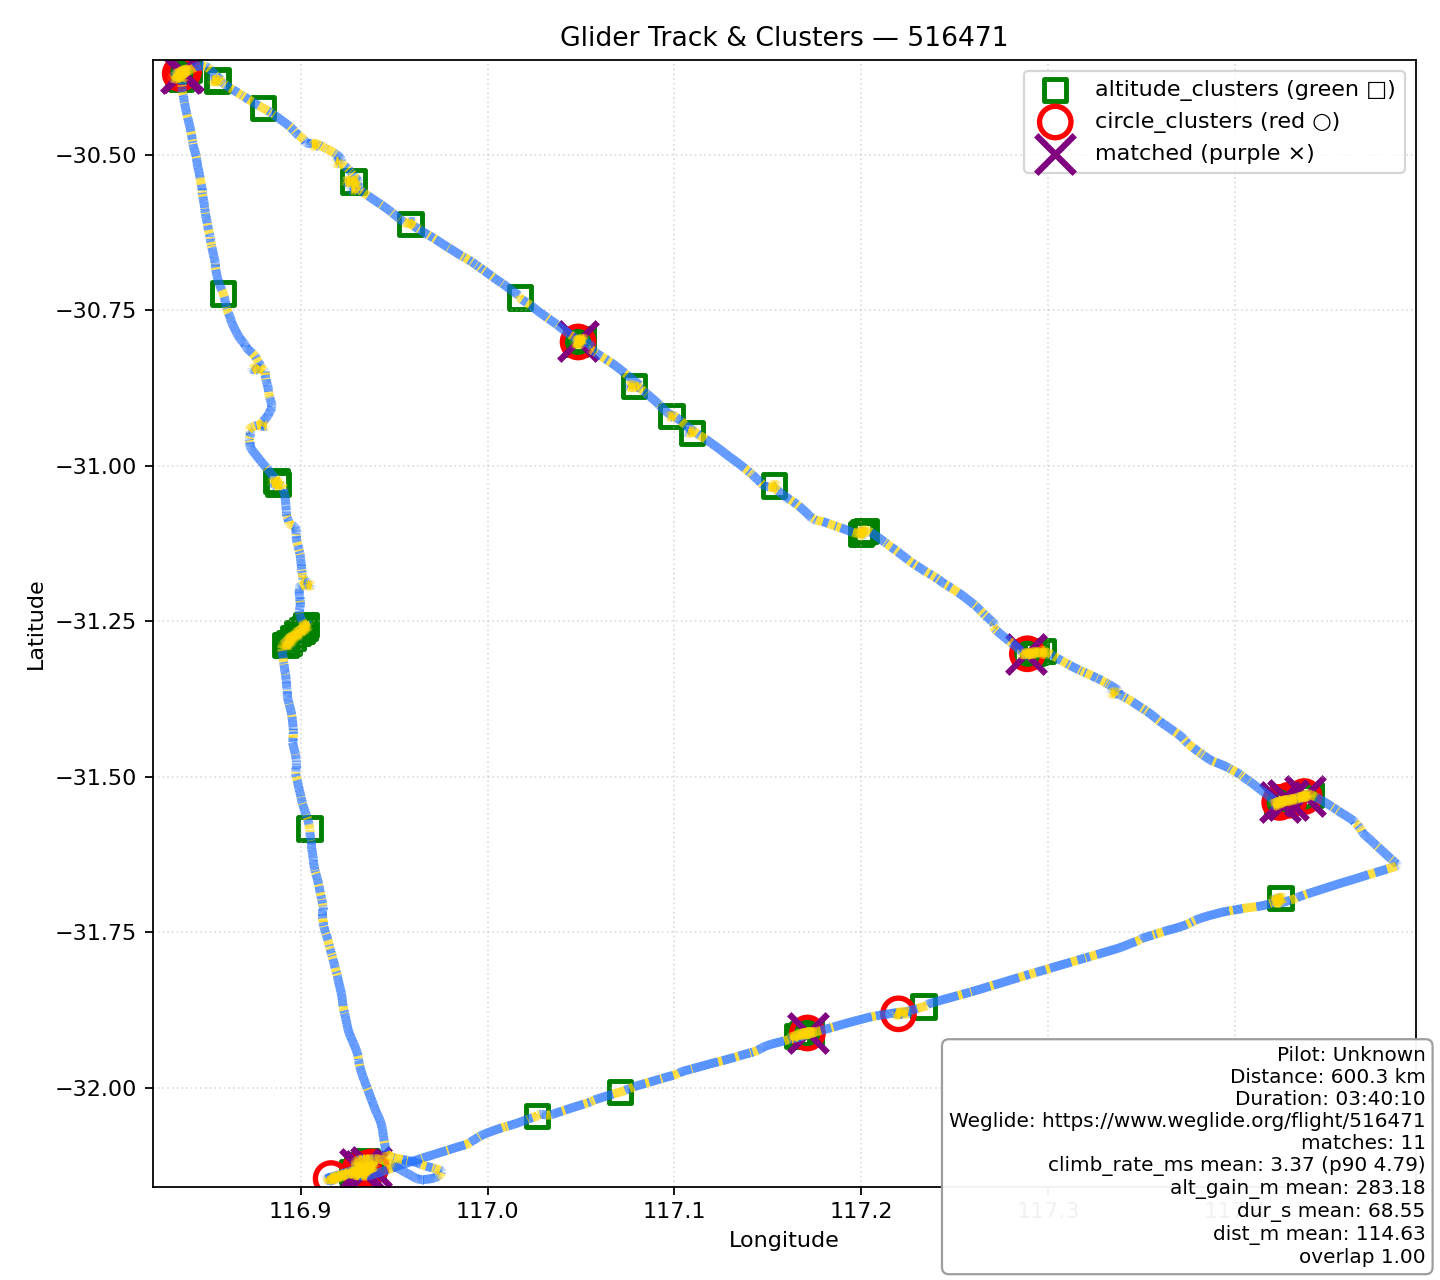 Glider Track & Clusters — 516471
altitude_clusters (green □)
circle_clusters (red ○)
matched (purple ×)
−30.50
−30.75
−31.00
−31.25
−31.50
−31.75
−32.00
Latitude
116.9
117.0
117.1
117.2
117.3
Longitude
Pilot: Unknown
Distance: 600.3 km
Duration: 03:40:10
Weglide: https://www.weglide.org/flight/516471
matches: 11
climb_rate_ms mean: 3.37 (p90 4.79)
alt_gain_m mean: 283.18
dur_s mean: 68.55
dist_m mean: 114.63
overlap 1.00